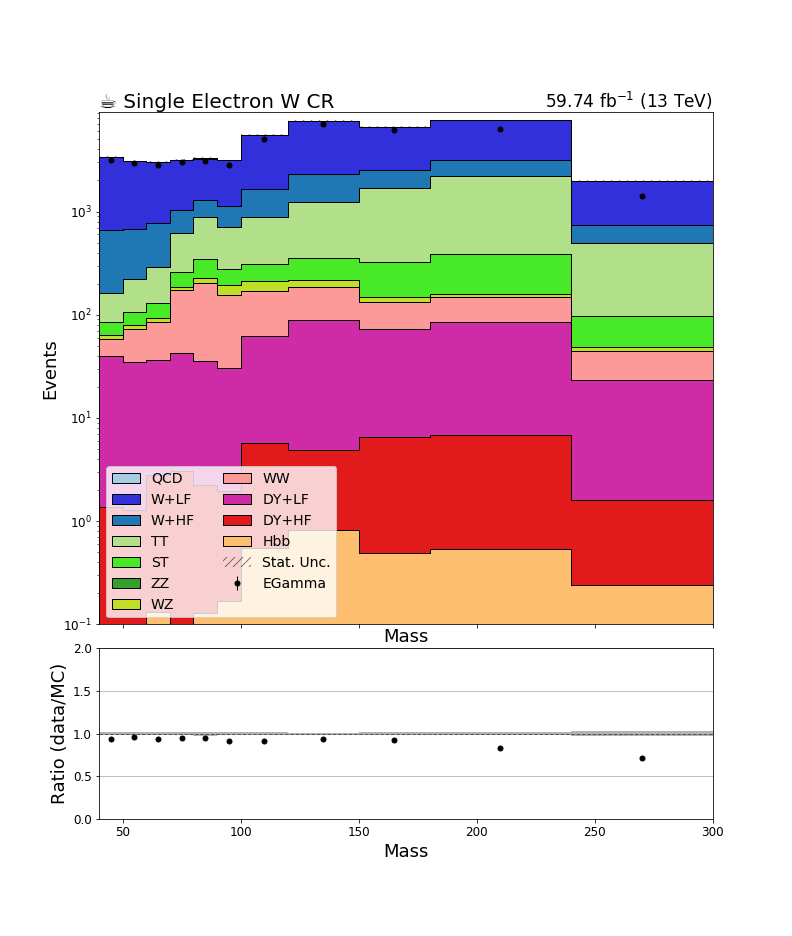 ☕ Single Electron W CR
59.74 fb⁻¹ (13 TeV)
Events
10³
10²
10¹
10⁰
10⁻¹
QCD
W+LF
W+HF
TT
ST
ZZ
WZ
WW
DY+LF
DY+HF
Hbb
Stat. Unc.
EGamma
Mass
Ratio (data/MC)
2.0
1.5
1.0
0.5
0.0
50 100 150 200 250 300
Mass